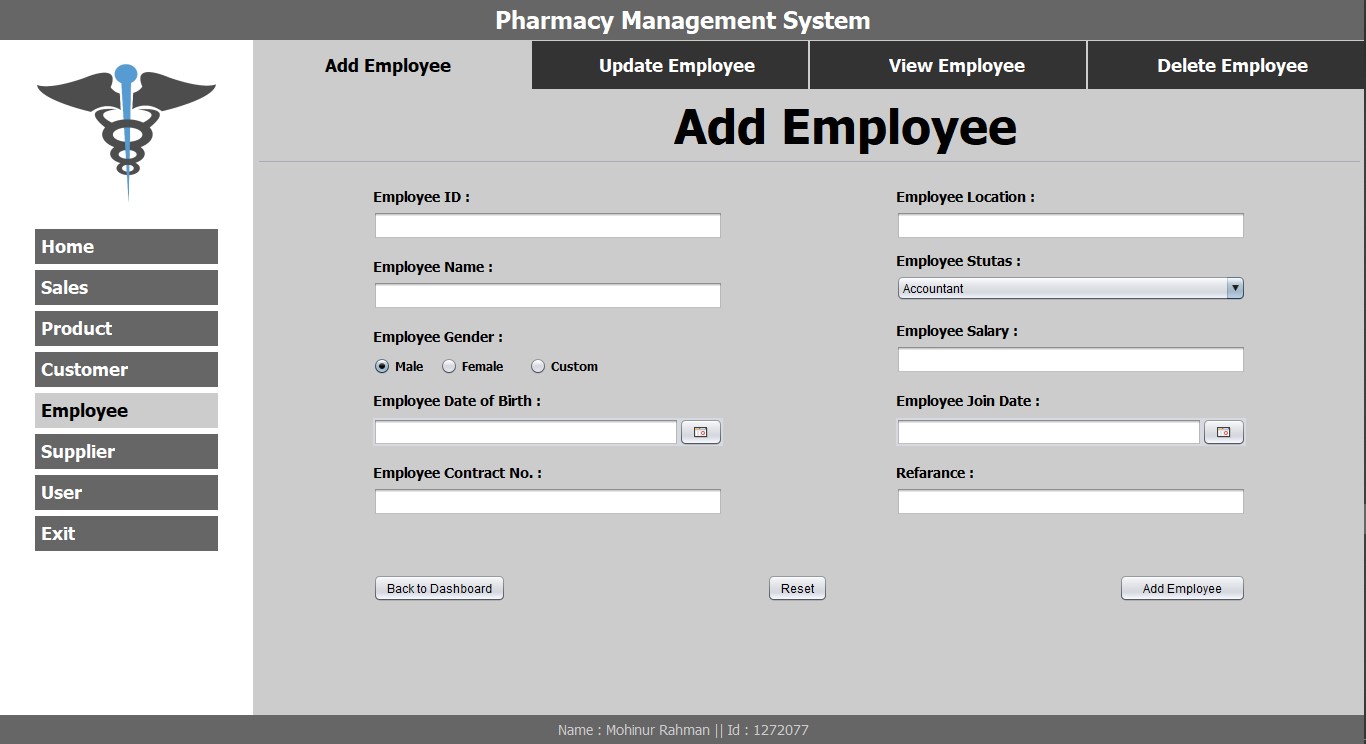 Pharmacy Management System
Add Employee
Update Employee
View Employee
Delete Employee
Home
Sales
Product
Customer
Employee
Supplier
User
Exit
Add Employee
Employee ID :
Employee Name :
Employee Gender :
Male Female Custom
Employee Date of Birth :
Employee Contract No. :
Employee Location :
Employee Stutas :
Accountant
Employee Salary :
Employee Join Date :
Refarance :
Back to Dashboard
Reset
Add Employee
Name : Mohinur Rahman || Id : 1272077